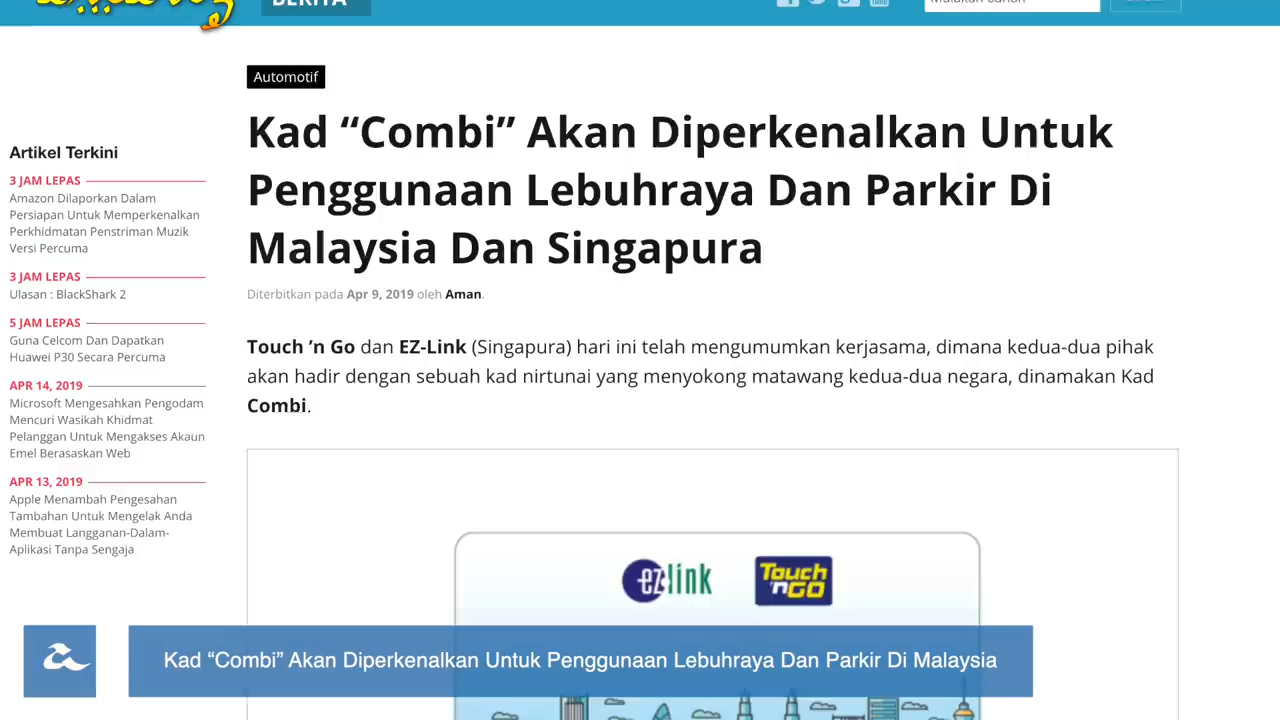 BERITA
Automotif
Kad “Combi” Akan Diperkenalkan Untuk
Penggunaan Lebuhraya Dan Parkir Di
Malaysia Dan Singapura
Diterbitkan pada Apr 9, 2019 oleh Aman.
Touch ’n Go dan EZ-Link (Singapura) hari ini telah mengumumkan kerjasama, dimana kedua-dua pihak
akan hadir dengan sebuah kad nirtunai yang menyokong matawang kedua-dua negara, dinamakan Kad
Combi.
Artikel Terkini
3 JAM LEPAS
Amazon Dilaporkan Dalam
Persiapan Untuk Memperkenalkan
Perkhidmatan Penstriman Muzik
Versi Percuma
3 JAM LEPAS
Ulasan : BlackShark 2
5 JAM LEPAS
Guna Celcom Dan Dapatkan
Huawei P30 Secara Percuma
APR 14, 2019
Microsoft Mengesahkan Pengodam
Mencuri Wasikah Khidmat
Pelanggan Untuk Mengakses Akaun
Emel Berasaskan Web
APR 13, 2019
Apple Menambah Pengesahan
Tambahan Untuk Mengelak Anda
Membuat Langganan-Dalam-
Aplikasi Tanpa Sengaja
ez-link
Touch
'n GO
Kad “Combi” Akan Diperkenalkan Untuk Penggunaan Lebuhraya Dan Parkir Di Malaysia